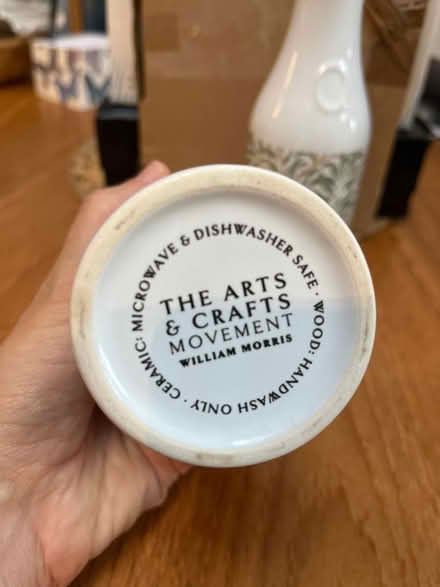 THE ARTS
& CRAFTS
MOVEMENT
WILLIAM MORRIS
CERAMIC: MICROWAVE & DISHWASHER SAFE · WOOD: HANDWASH ONLY ·